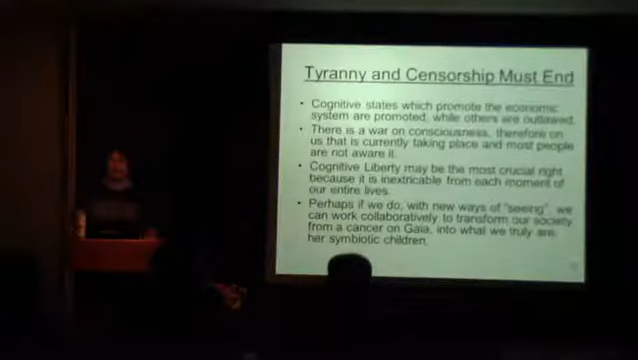 Tyranny and Censorship Must End
• Cognitive states which promote the economic
system are promoted, while others are outlawed.
• There is a war on consciousness, therefore on
us that is currently taking place and most people
are not aware it.
• Cognitive Liberty may be the most crucial right
because it is inextricable from each moment of
our entire lives.
• Perhaps if we do, with new ways of "seeing", we
can work collaboratively to transform our society
from a cancer on Gaia, into what we truly are:
her symbiotic children.